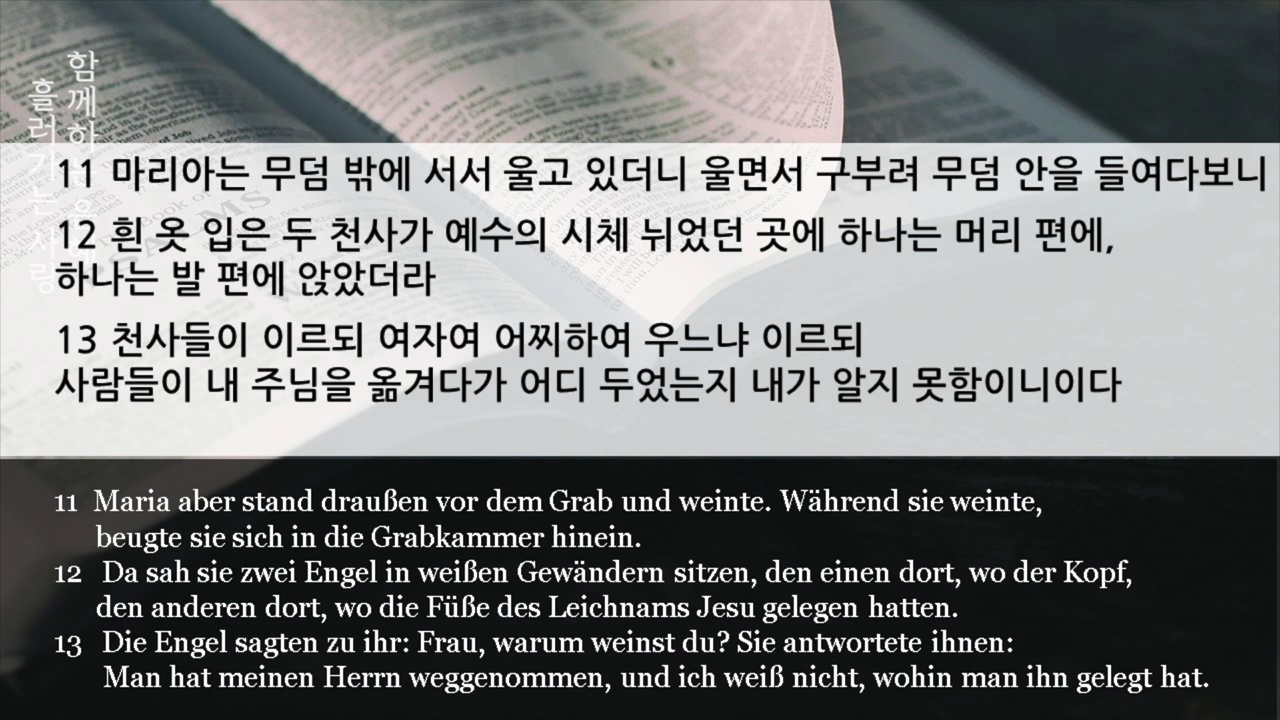 함께하는
흘러가는 사랑
11 마리아는 무덤 밖에 서서 울고 있더니 울면서 구부려 무덤 안을 들여다보니
12 흰 옷 입은 두 천사가 예수의 시체 뉘었던 곳에 하나는 머리 편에,
하나는 발 편에 앉았더라
13 천사들이 이르되 여자여 어찌하여 우느냐 이르되
사람들이 내 주님을 옮겨다가 어디 두었는지 내가 알지 못함이니이다
11 Maria aber stand draußen vor dem Grab und weinte. Während sie weinte,
beugte sie sich in die Grabkammer hinein.
12 Da sah sie zwei Engel in weißen Gewändern sitzen, den einen dort, wo der Kopf,
den anderen dort, wo die Füße des Leichnams Jesu gelegen hatten.
13 Die Engel sagten zu ihr: Frau, warum weinst du? Sie antwortete ihnen:
Man hat meinen Herrn weggenommen, und ich weiß nicht, wohin man ihn gelegt hat.